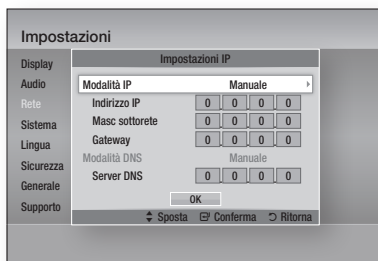 Impostazioni
Display
Audio
Rete
Sistema
Lingua
Sicurezza
Generale
Supporto
Impostazioni IP
Modalità IP Manuale
Indirizzo IP 0 0 0 0
Masc sottorete 0 0 0 0
Gateway 0 0 0 0
Modalità DNS Manuale
Server DNS 0 0 0 0
OK
Sposta Conferma Ritorna